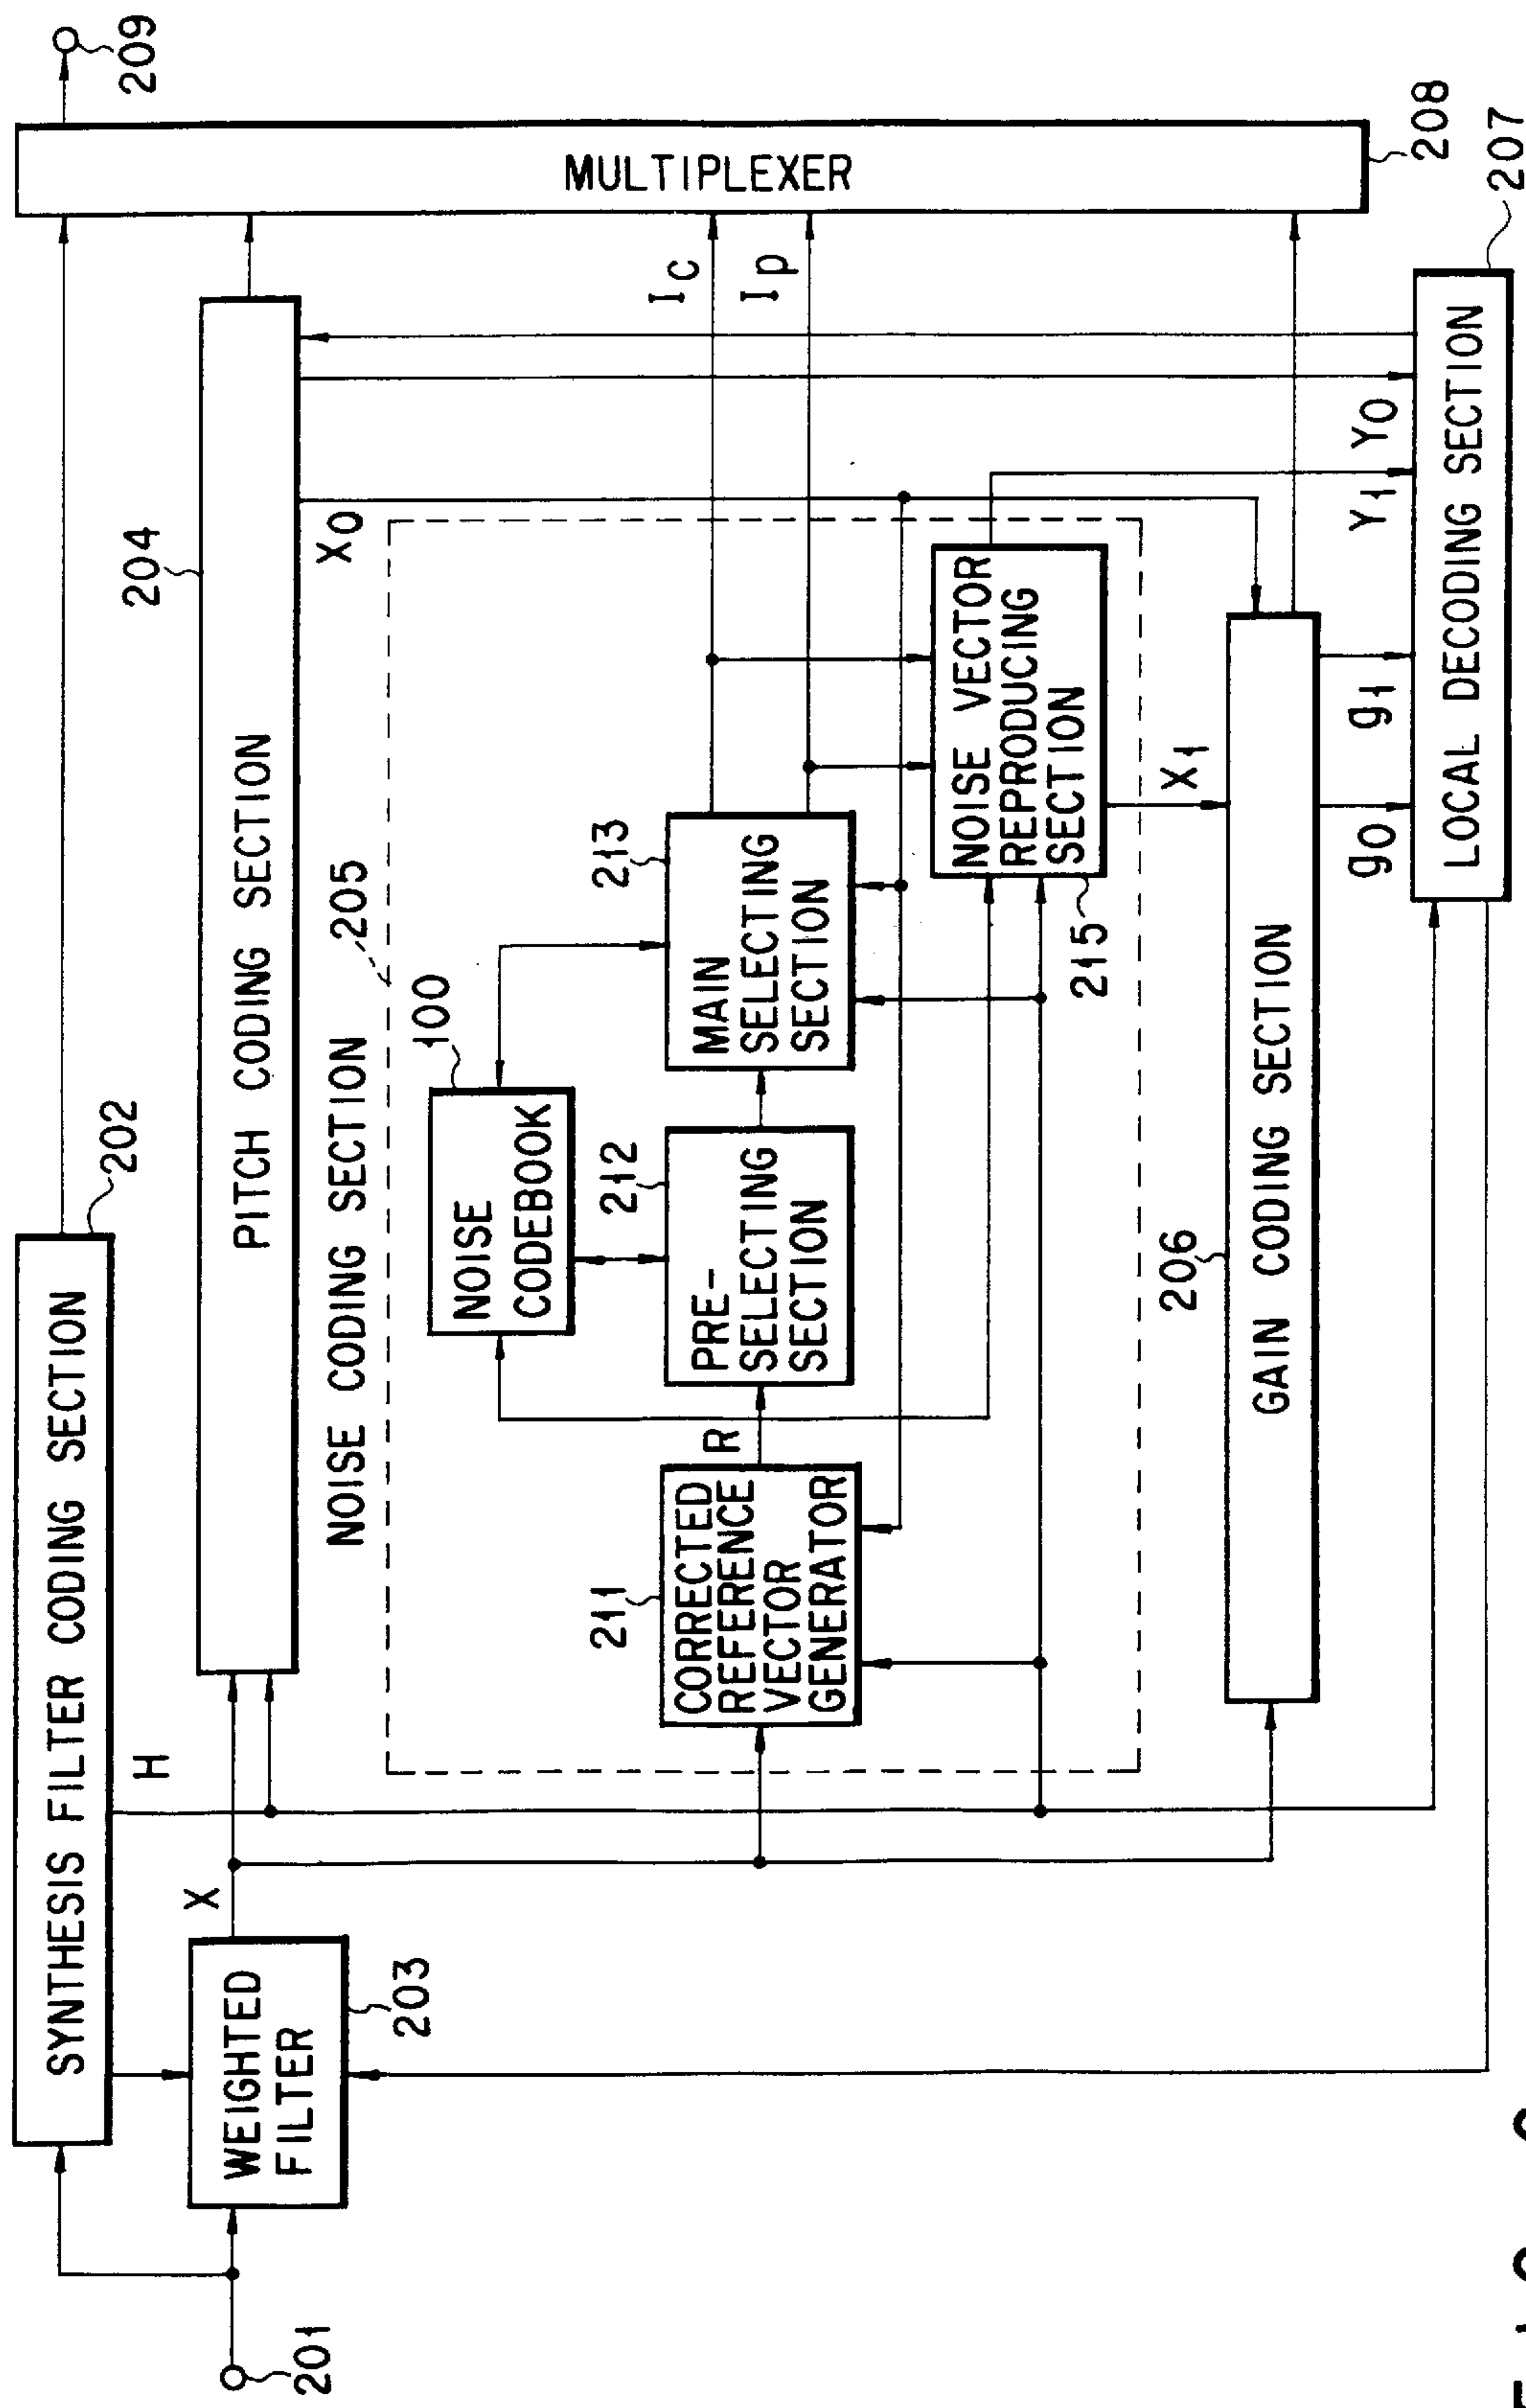 SYNTHESIS FILTER CODING SECTION
202
209
201
WEIGHTED
FILTER
203
X
H
PITCH CODING SECTION
204
MULTIPLEXER
208
NOISE CODING SECTION
205
X0
NOISE
CODEBOOK
100
211
CORRECTED
REFERENCE
VECTOR
GENERATOR
R
212
PRE-
SELECTING
SECTION
213
MAIN
SELECTING
SECTION
Ic
Ip
NOISE VECTOR
REPRODUCING
SECTION
215
X1
206
GAIN CODING SECTION
g0
g1
Y1
Y0
LOCAL DECODING SECTION
207